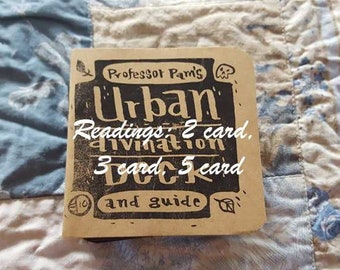 Professor Pam's
Urban
Readings: 2 card,
divination
3 card, 5 card
Deck
and guide